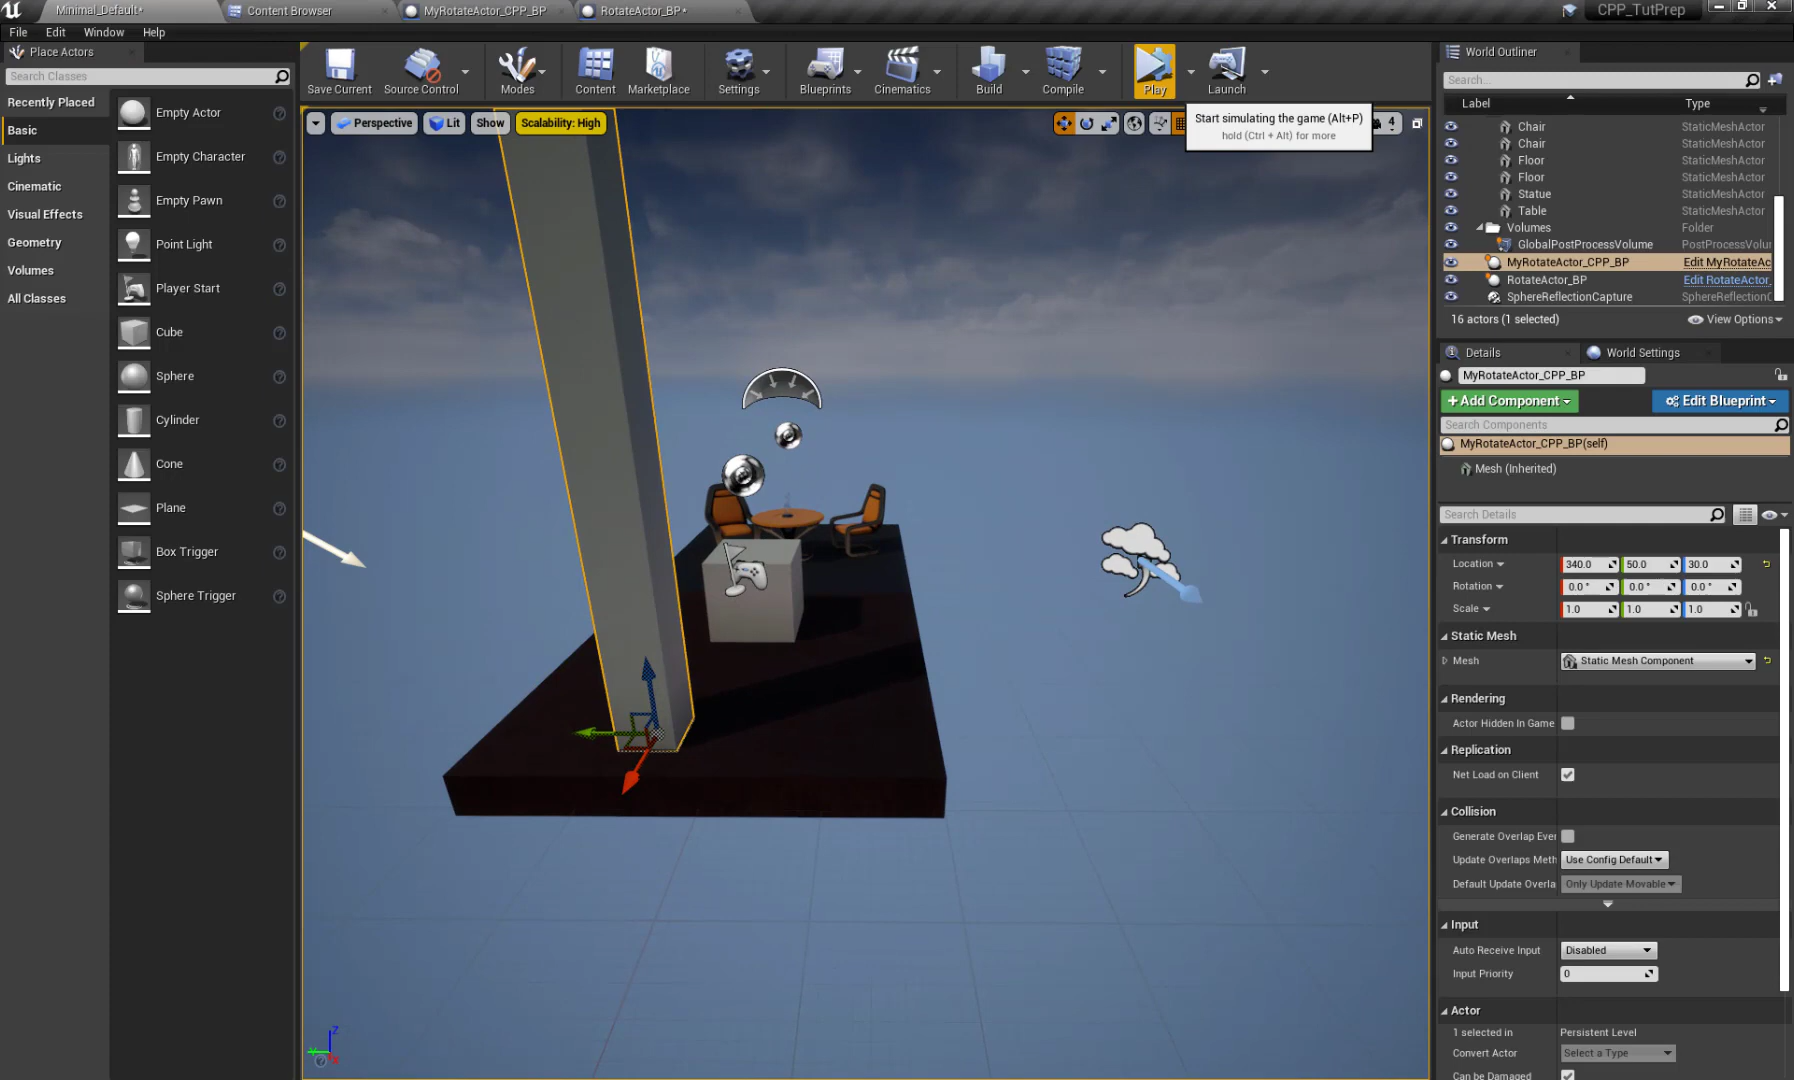 Minimal_Default*
Content Browser
MyRotateActor_CPP_BP
RotateActor_BP*
CPP_TutPrep
File
Edit
Window
Help
Place Actors
Search Classes
Recently Placed
Basic
Lights
Cinematic
Visual Effects
Geometry
Volumes
All Classes
Empty Actor
Empty Character
Empty Pawn
Point Light
Player Start
Cube
Sphere
Cylinder
Cone
Plane
Box Trigger
Sphere Trigger
Save Current
Source Control
Modes
Content
Marketplace
Settings
Blueprints
Cinematics
Build
Compile
Play
Launch
Perspective
Lit
Show
Scalability: High
4
Start simulating the game (Alt+P)
hold (Ctrl + Alt) for more
World Outliner
Search...
Label
Type
Chair StaticMeshActor
Chair StaticMeshActor
Floor StaticMeshActor
Floor StaticMeshActor
Statue StaticMeshActor
Table StaticMeshActor
Volumes Folder
GlobalPostProcessVolume PostProcessVolu
MyRotateActor_CPP_BP Edit MyRotateAc
RotateActor_BP Edit RotateActor_
SphereReflectionCapture SphereReflectionC
16 actors (1 selected)
View Options
Details
World Settings
MyRotateActor_CPP_BP
+Add Component
Edit Blueprint
Search Components
MyRotateActor_CPP_BP(self)
Mesh (Inherited)
Search Details
Transform
Location 340.0 50.0 30.0
Rotation 0.0 ° 0.0 ° 0.0 °
Scale 1.0 1.0 1.0
Static Mesh
Mesh Static Mesh Component
Rendering
Actor Hidden In Game
Replication
Net Load on Client
Collision
Generate Overlap Eve
Update Overlaps Meth Use Config Default
Default Update Overla Only Update Movable
Input
Auto Receive Input Disabled
Input Priority 0
Actor
1 selected in Persistent Level
Convert Actor Select a Type
Can be Damaged
Z